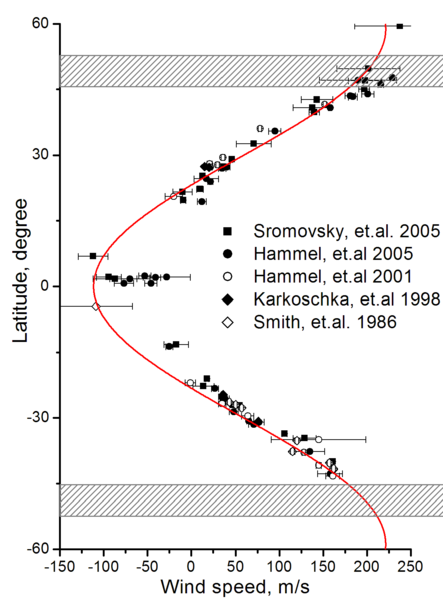 60
30
0
-30
-60
Latitude, degree
Sromovsky, et.al. 2005
Hammel, et.al 2005
Hammel, et.al 2001
Karkoschka, et.al 1998
Smith, et.al. 1986
-150 -100 -50 0 50 100 150 200 250
Wind speed, m/s